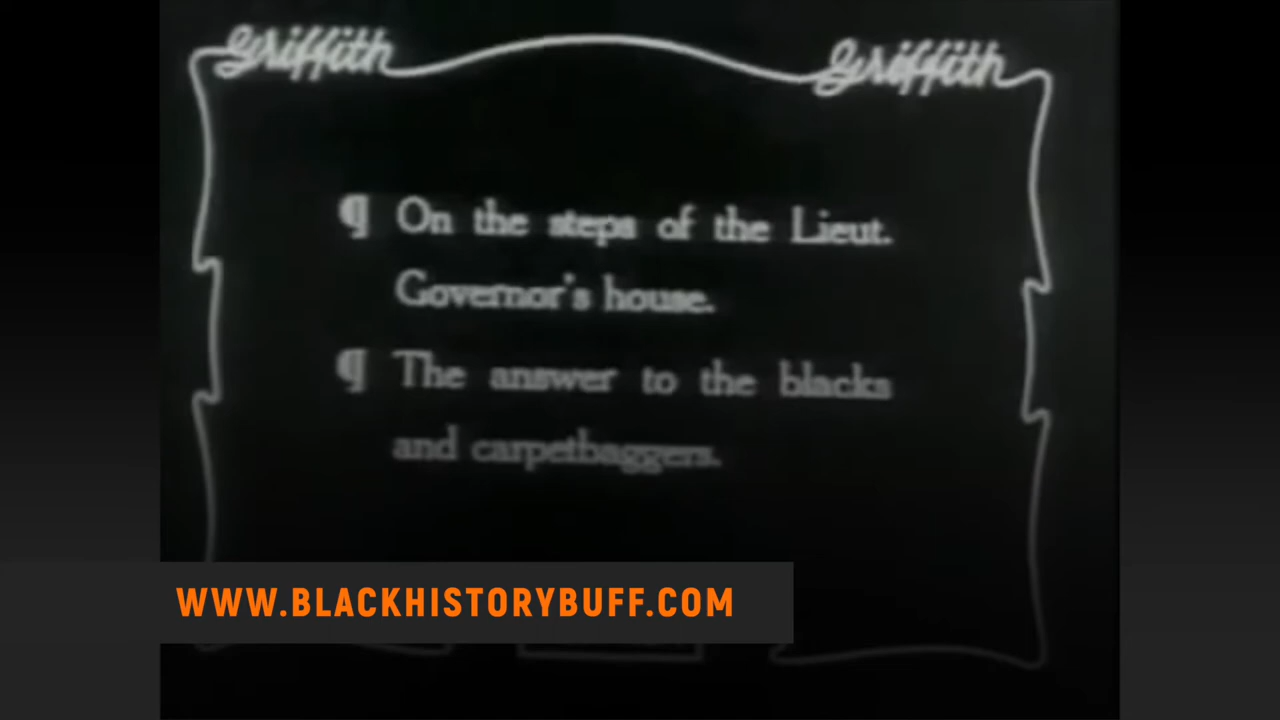 Griffith Griffith
¶ On the steps of the Lieut.
Governor's house.
¶ The answer to the blacks
and carpetbaggers.
WWW.BLACKHISTORYBUFF.COM